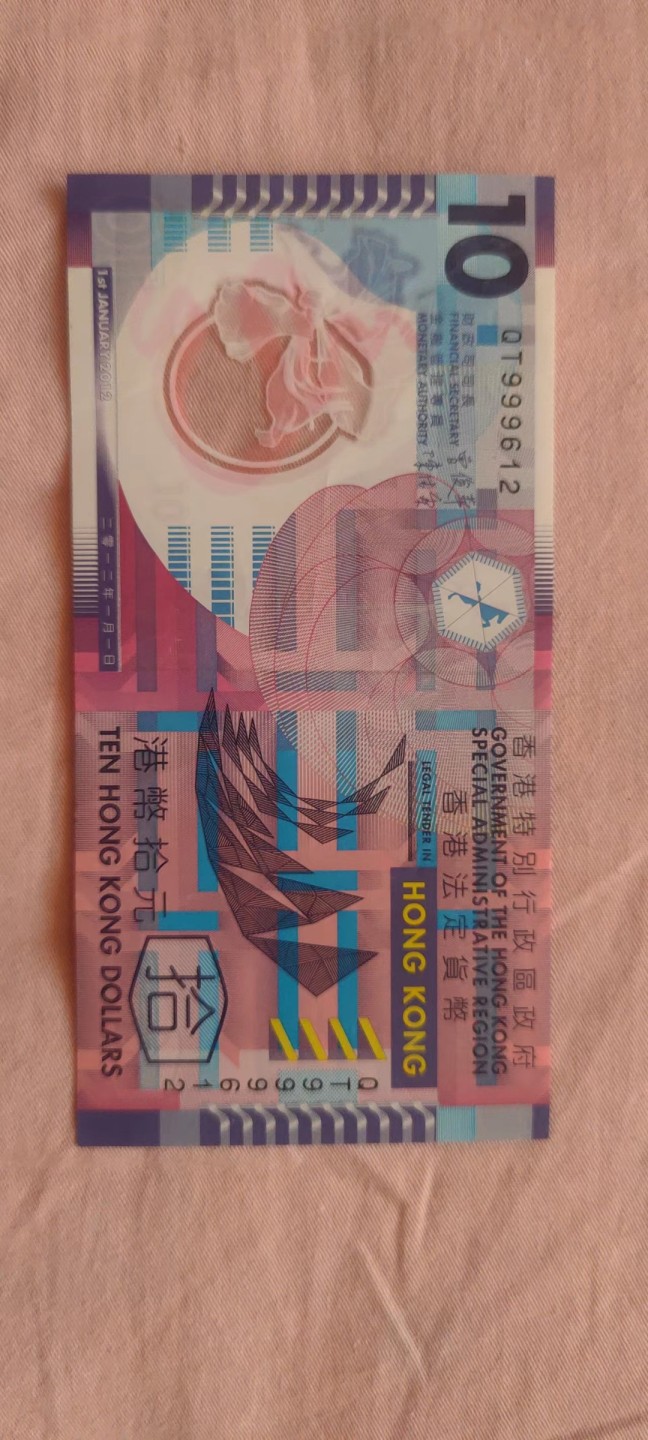 10
QT999612
財政司司長
FINANCIAL SECRETARY
金融管理專員
MONETARY AUTHORITY
1st JANUARY 2012
二零一二年一月一日
香港特別行政區政府
GOVERNMENT OF THE HONG KONG
SPECIAL ADMINISTRATIVE REGION
香港法定貨幣
LEGAL TENDER IN
HONG KONG
港幣拾元
TEN HONG KONG DOLLARS
拾
QT999612